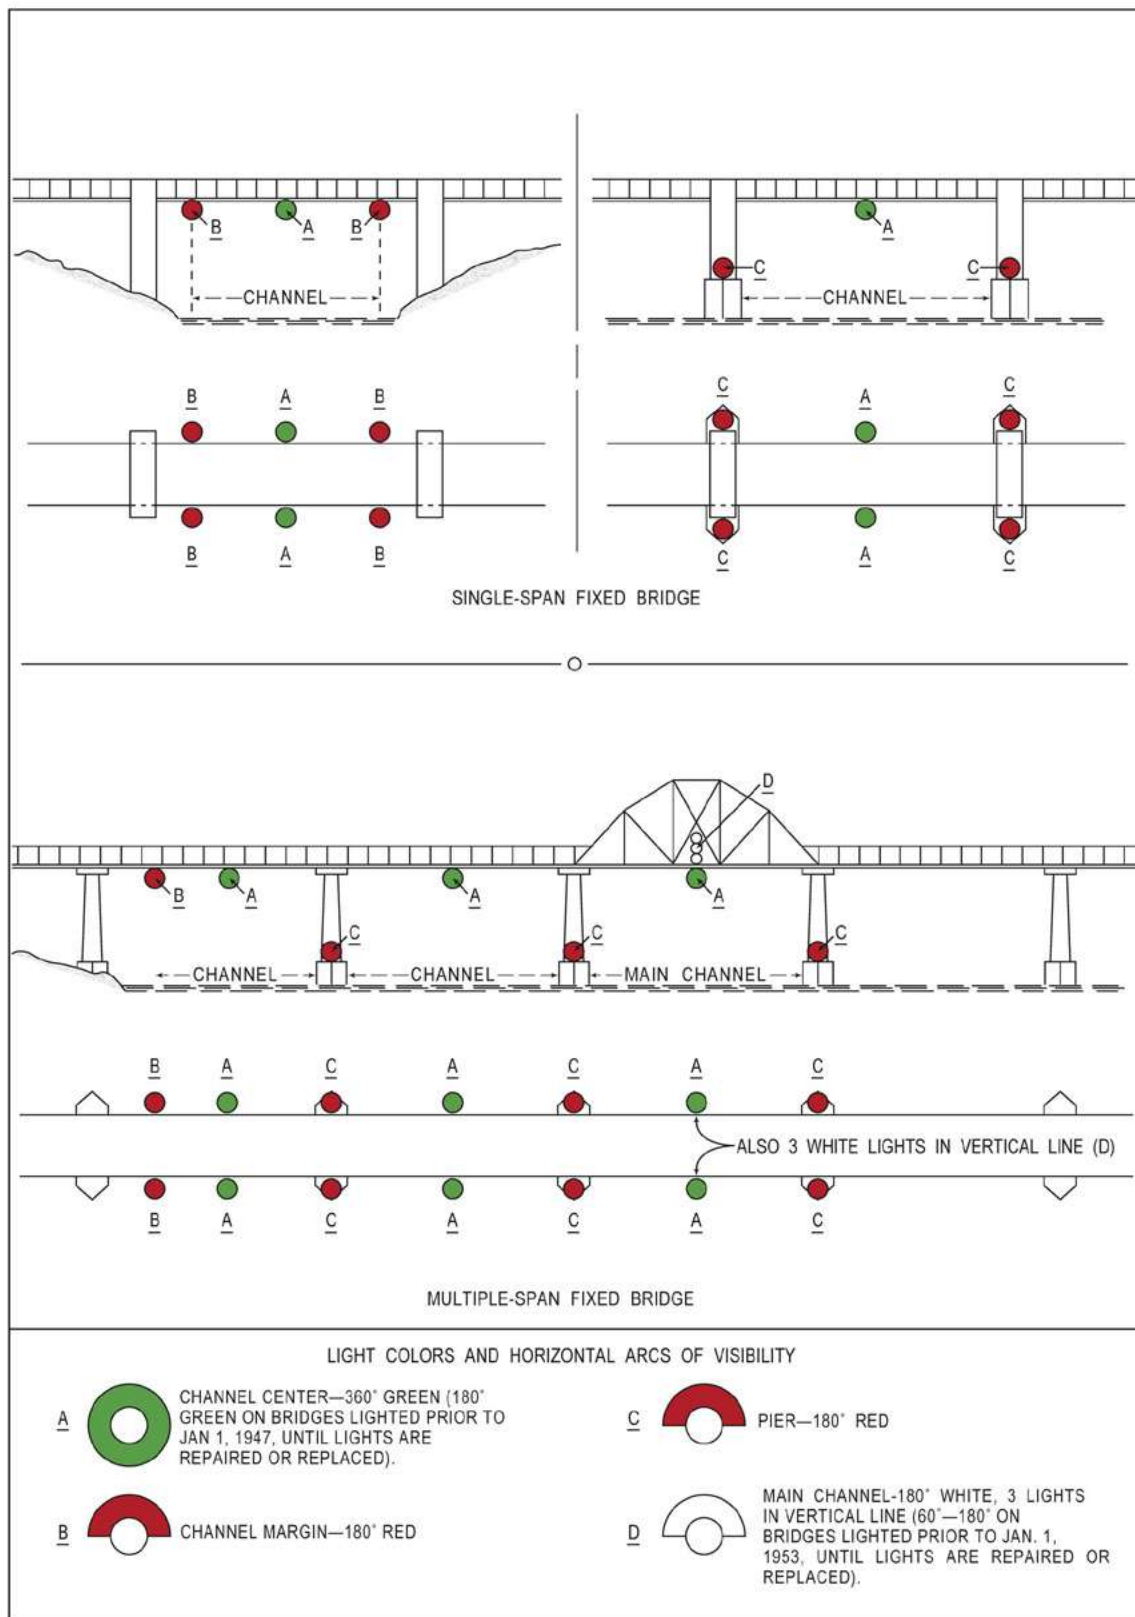 B A B
A
C C
CHANNEL
CHANNEL
B A B
C A C
B A B
C A C
SINGLE-SPAN FIXED BRIDGE
D
B A A A
C C C
CHANNEL CHANNEL MAIN CHANNEL
B A C A C A C
ALSO 3 WHITE LIGHTS IN VERTICAL LINE (D)
B A C A C A C
MULTIPLE-SPAN FIXED BRIDGE
LIGHT COLORS AND HORIZONTAL ARCS OF VISIBILITY
A
CHANNEL CENTER—360° GREEN (180°
GREEN ON BRIDGES LIGHTED PRIOR TO
JAN 1, 1947, UNTIL LIGHTS ARE
REPAIRED OR REPLACED).
B
CHANNEL MARGIN—180° RED
C
PIER—180° RED
D
MAIN CHANNEL-180° WHITE, 3 LIGHTS
IN VERTICAL LINE (60°—180° ON
BRIDGES LIGHTED PRIOR TO JAN. 1,
1953, UNTIL LIGHTS ARE REPAIRED OR
REPLACED).